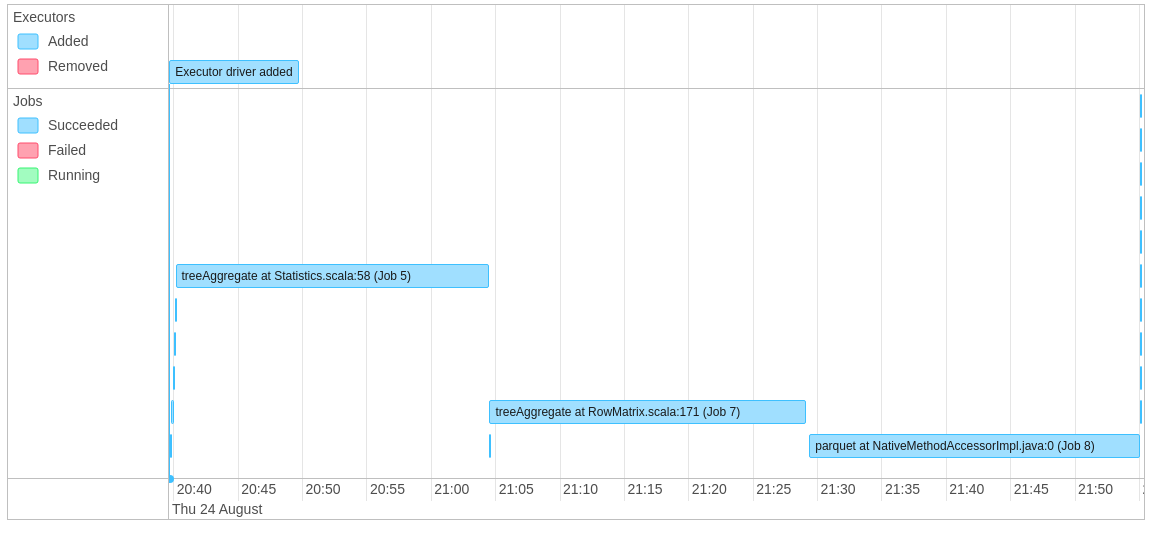 Executors
Added
Removed
Executor driver added
Jobs
Succeeded
Failed
Running
treeAggregate at Statistics.scala:58 (Job 5)
treeAggregate at RowMatrix.scala:171 (Job 7)
parquet at NativeMethodAccessorImpl.java:0 (Job 8)
20:40 20:45 20:50 20:55 21:00 21:05 21:10 21:15 21:20 21:25 21:30 21:35 21:40 21:45 21:50
Thu 24 August